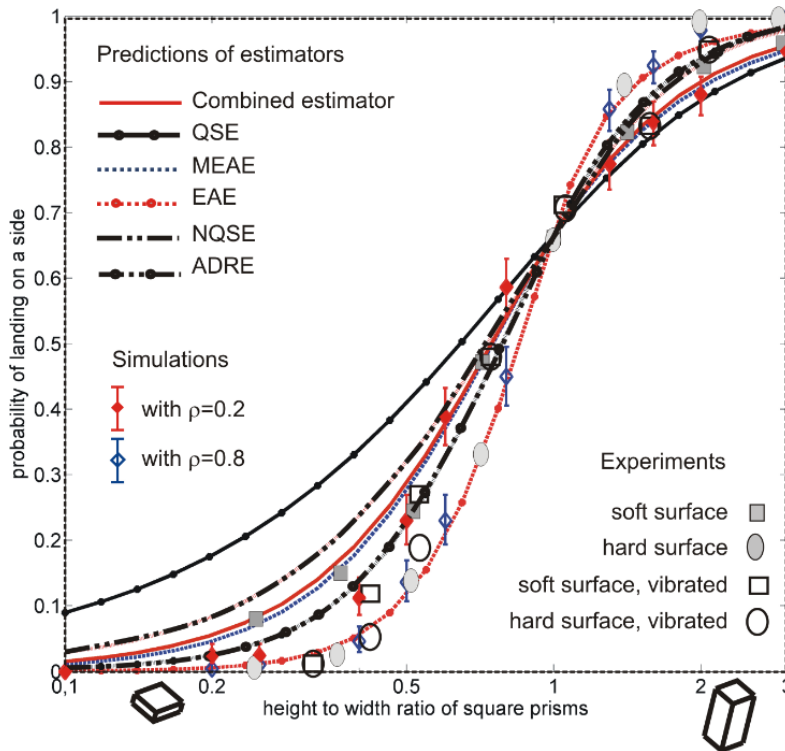 Predictions of estimators
Combined estimator
QSE
MEAE
EAE
NQSE
ADRE
Simulations
with ρ=0.2
with ρ=0.8
Experiments
soft surface
hard surface
soft surface, vibrated
hard surface, vibrated
probability of landing on a side
1
0.9
0.8
0.7
0.6
0.5
0.4
0.3
0.2
0.1
0
0.1
0.2
0.5
1
2
3
height to width ratio of square prisms